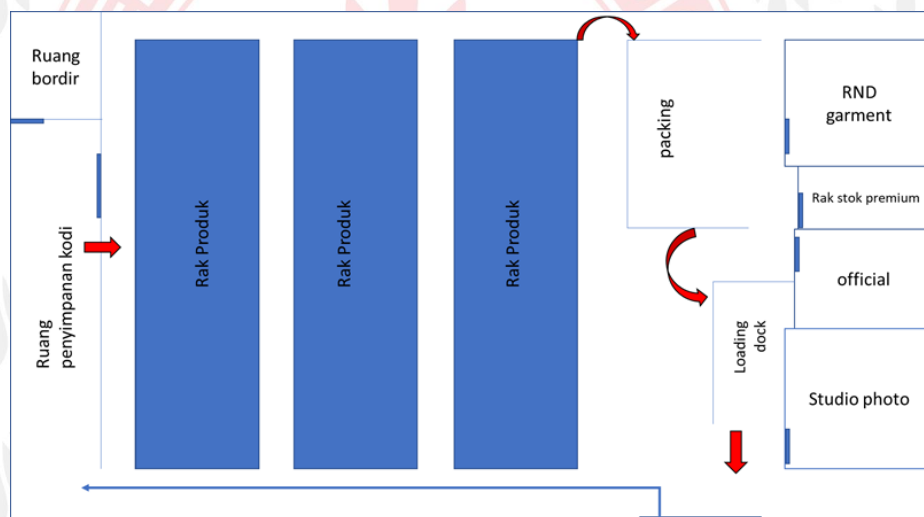 Ruang
bordir
Ruang
penyimpanan kodi
Rak Produk
Rak Produk
Rak Produk
packing
Loading
dock
RND
garment
Rak stok premium
official
Studio photo